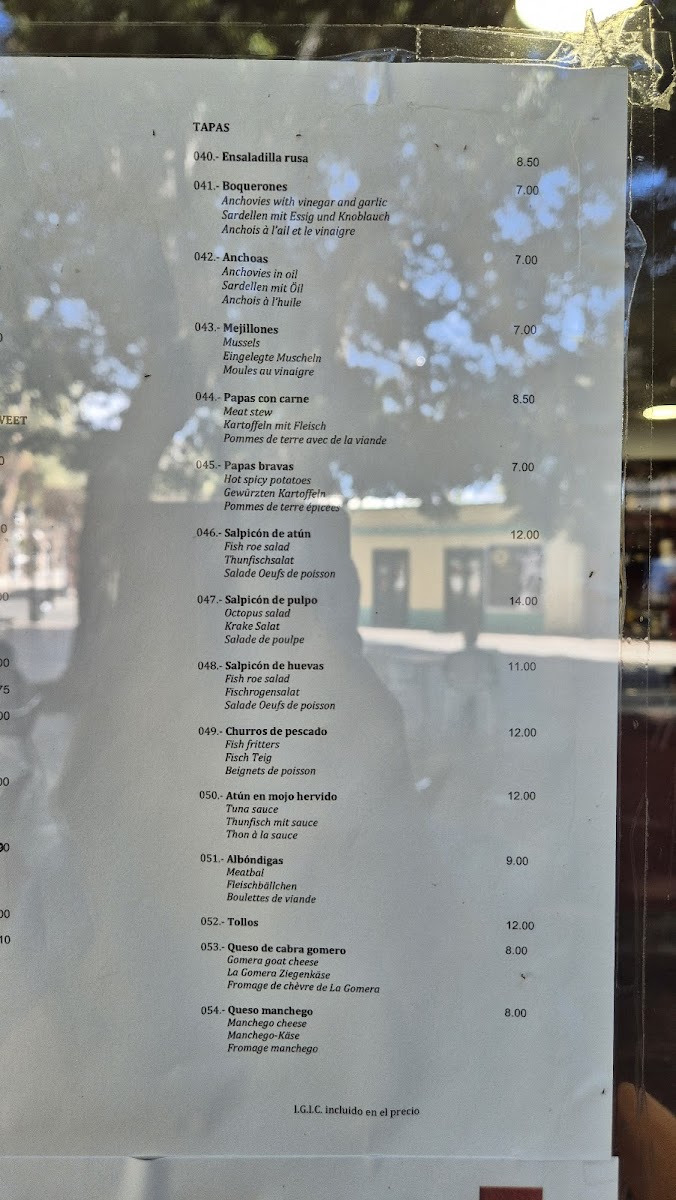 TAPAS
040.- Ensaladilla rusa 8.50
041.- Boquerones 7.00
Anchovies with vinegar and garlic
Sardellen mit Essig und Knoblauch
Anchois à l'ail et le vinaigre
042.- Anchoas 7.00
Anchovies in oil
Sardellen mit Öil
Anchois à l'huile
043.- Mejillones 7.00
Mussels
Eingelegte Muscheln
Moules au vinaigre
044.- Papas con carne 8.50
Meat stew
Kartoffeln mit Fleisch
Pommes de terre avec de la viande
045.- Papas bravas 7.00
Hot spicy potatoes
Gewürzten Kartoffeln
Pommes de terre épicées
046.- Salpicón de atún 12.00
Fish roe salad
Thunfischsalat
Salade Oeufs de poisson
047.- Salpicón de pulpo 14.00
Octopus salad
Krake Salat
Salade de poulpe
048.- Salpicón de huevas 11.00
Fish roe salad
Fischrogensalat
Salade Oeufs de poisson
049.- Churros de pescado 12.00
Fish fritters
Fisch Teig
Beignets de poisson
050.- Atún en mojo hervido 12.00
Tuna sauce
Thunfisch mit sauce
Thon à la sauce
051.- Albóndigas 9.00
Meatbal
Fleischbällchen
Boulettes de viande
052.- Tollos 12.00
053.- Queso de cabra gomero 8.00
Gomera goat cheese
La Gomera Ziegenkäse
Fromage de chèvre de La Gomera
054.- Queso manchego 8.00
Manchego cheese
Manchego-Käse
Fromage manchego
I.G.I.C. incluido en el precio